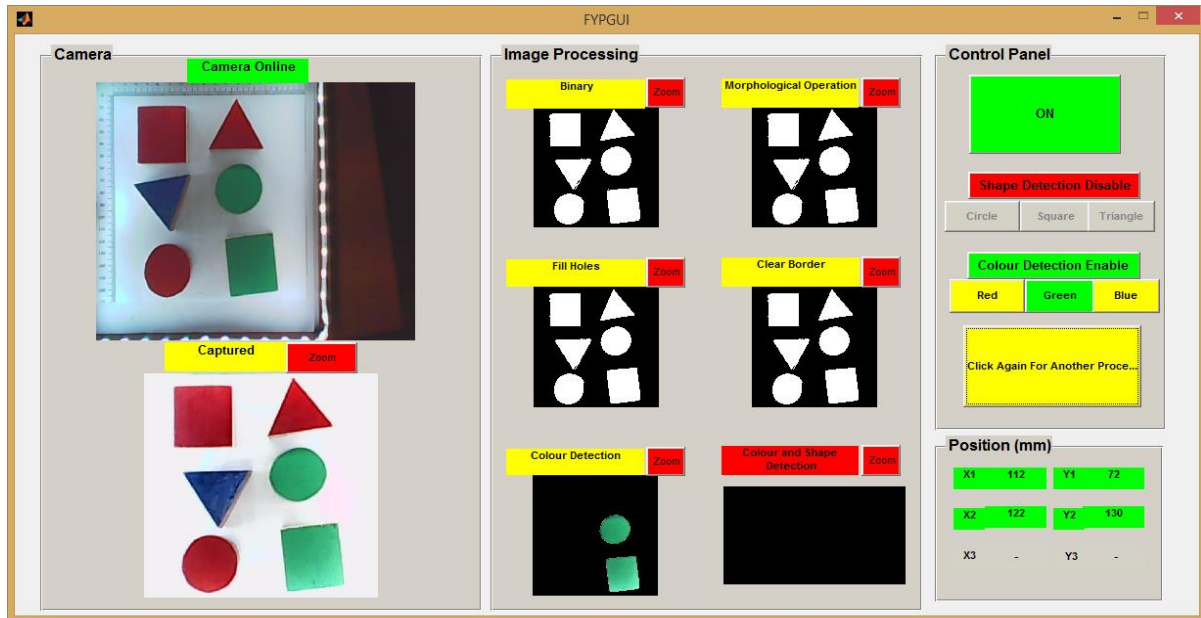 FYPGUI
Camera
Camera Online
Captured
Zoom
Image Processing
Binary
Zoom
Morphological Operation
Zoom
Fill Holes
Zoom
Clear Border
Zoom
Colour Detection
Zoom
Colour and Shape
Detection
Zoom
Control Panel
ON
Shape Detection Disable
Circle
Square
Triangle
Colour Detection Enable
Red
Green
Blue
Click Again For Another Proce...
Position (mm)
X1 112 Y1 72
X2 122 Y2 130
X3 - Y3 -